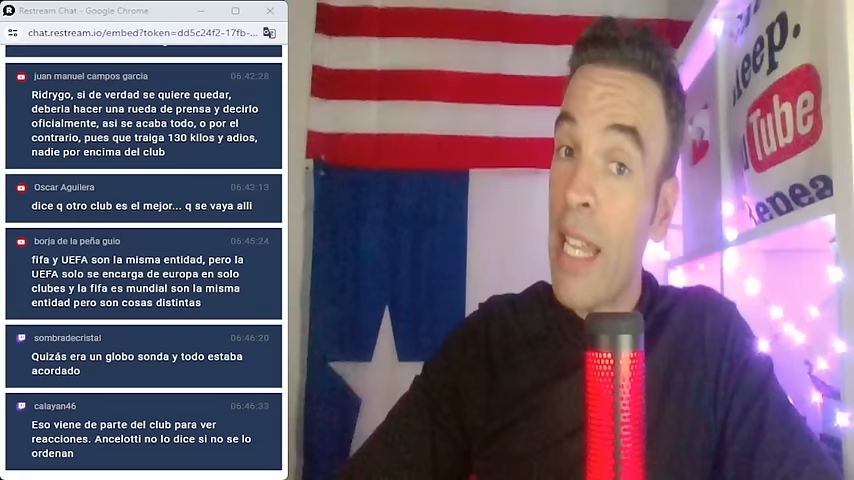 Restream Chat - Google Chrome
chat.restream.io/embed?token=dd5c24f2-17fb-...
juan manuel campos garcia 06:42:28
Ridrygo, si de verdad se quiere quedar,
deberia hacer una rueda de prensa y decirlo
oficialmente, asi se acaba todo, o por el
contrario, pues que traiga 130 kilos y adios,
nadie por encima del club
Oscar Aguilera 06:43:13
dice q otro club es el mejor... q se vaya alli
borja de la peña guio 06:45:24
fifa y UEFA son la misma entidad, pero la
UEFA solo se encarga de europa en solo
clubes y la fifa es mundial son la misma
entidad pero son cosas distintas
sombradecristal 06:46:20
Quizás era un globo sonda y todo estaba
acordado
calayan46 06:46:33
Eso viene de parte del club para ver
reacciones. Ancelotti no lo dice si no se lo
ordenan
eep.
Tube